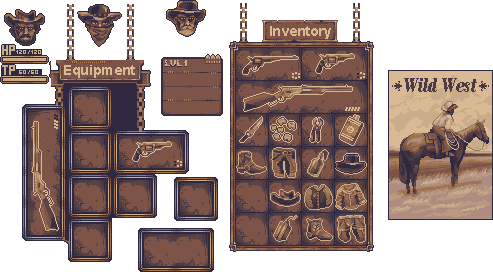 HP
120/120
TP
50/50
Equipment
LVL:1
Inventory
*Wild West*